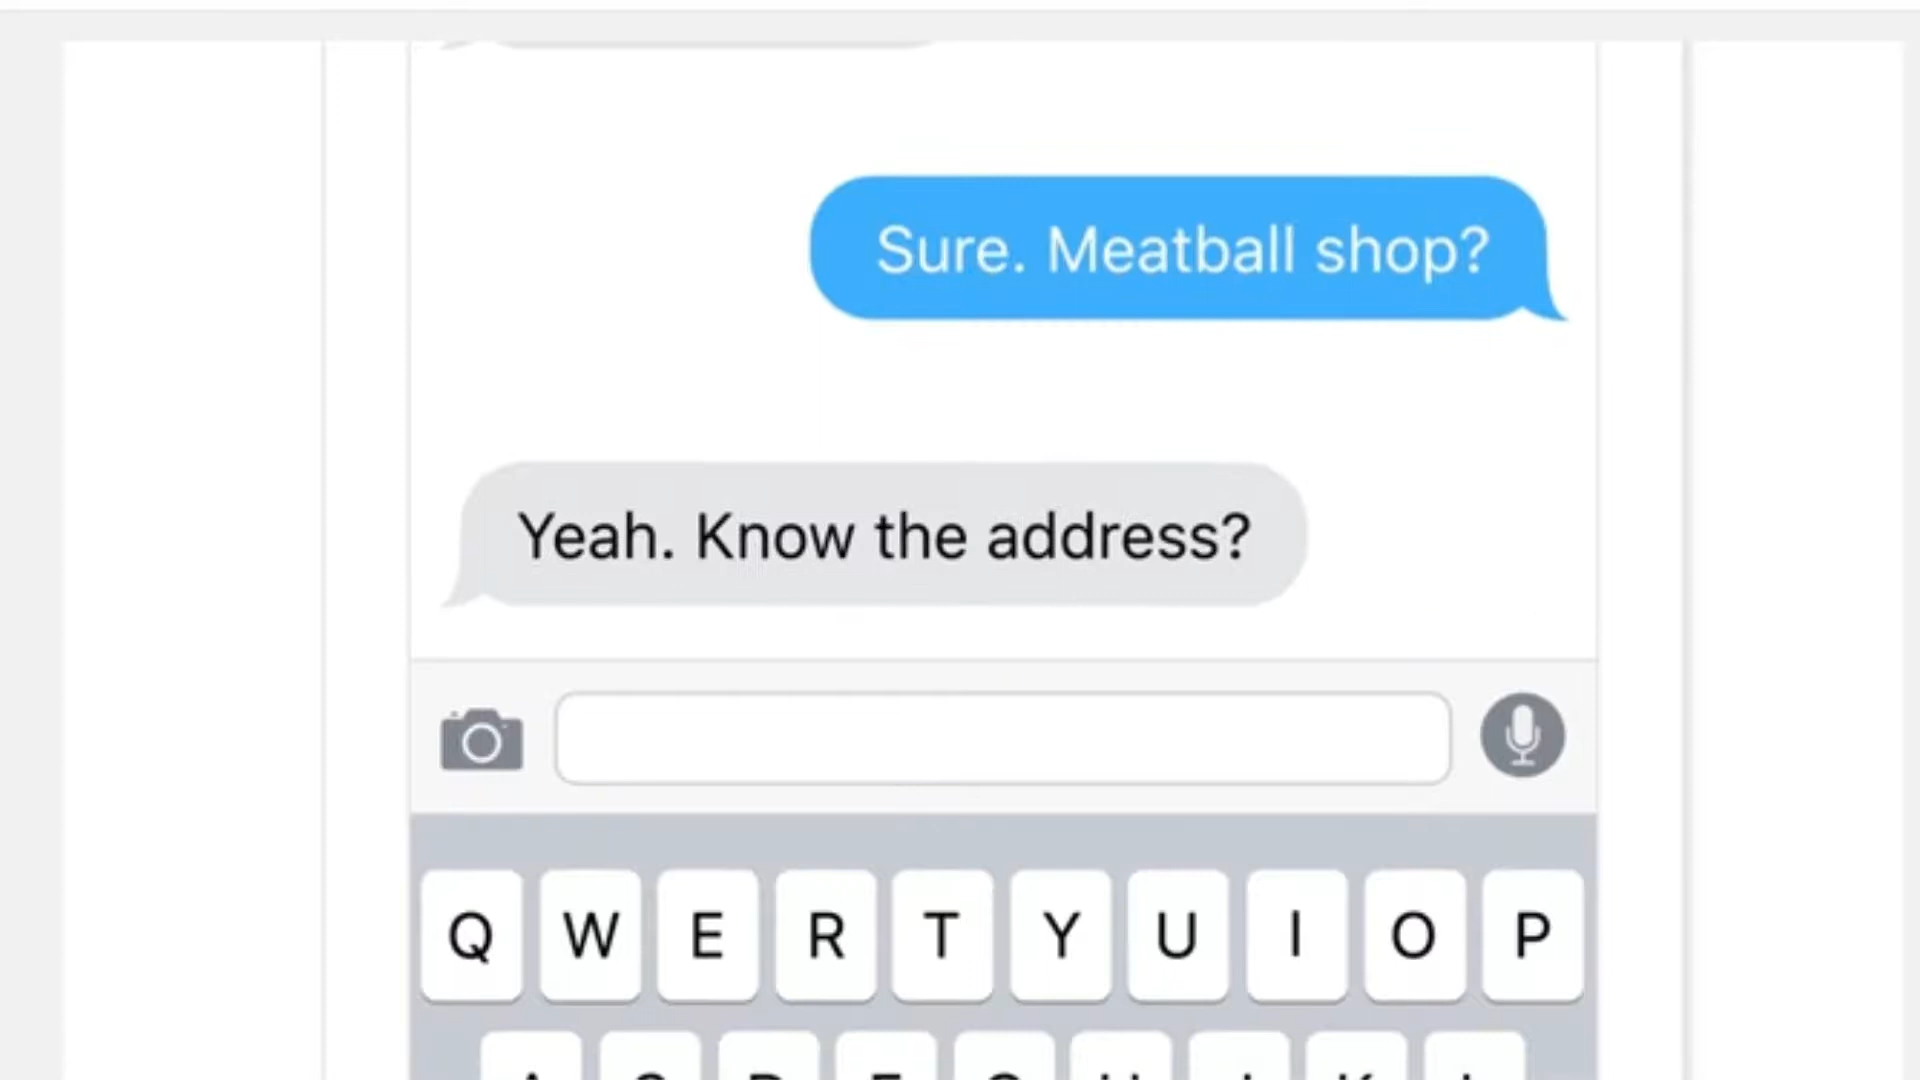 Sure. Meatball shop?
Yeah. Know the address?
Q W E R T Y U I O P